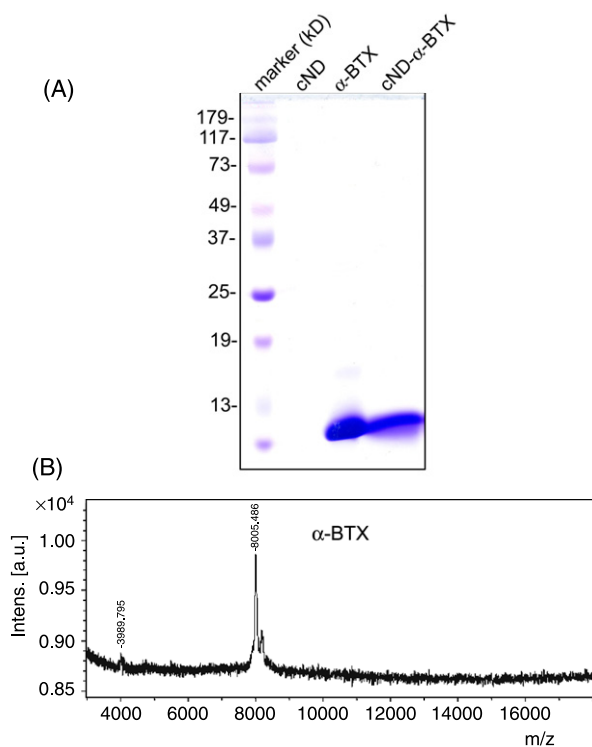 (A)
marker (kD)
cND
α-BTX
cND-α-BTX
179-
117-
73-
49-
37-
25-
19-
13-
(B)
×10⁴
α-BTX
-8005.486
-3989.795
Intens. [a.u.]
1.00
0.95
0.90
0.85
4000 6000 8000 10000 12000 14000 16000
m/z